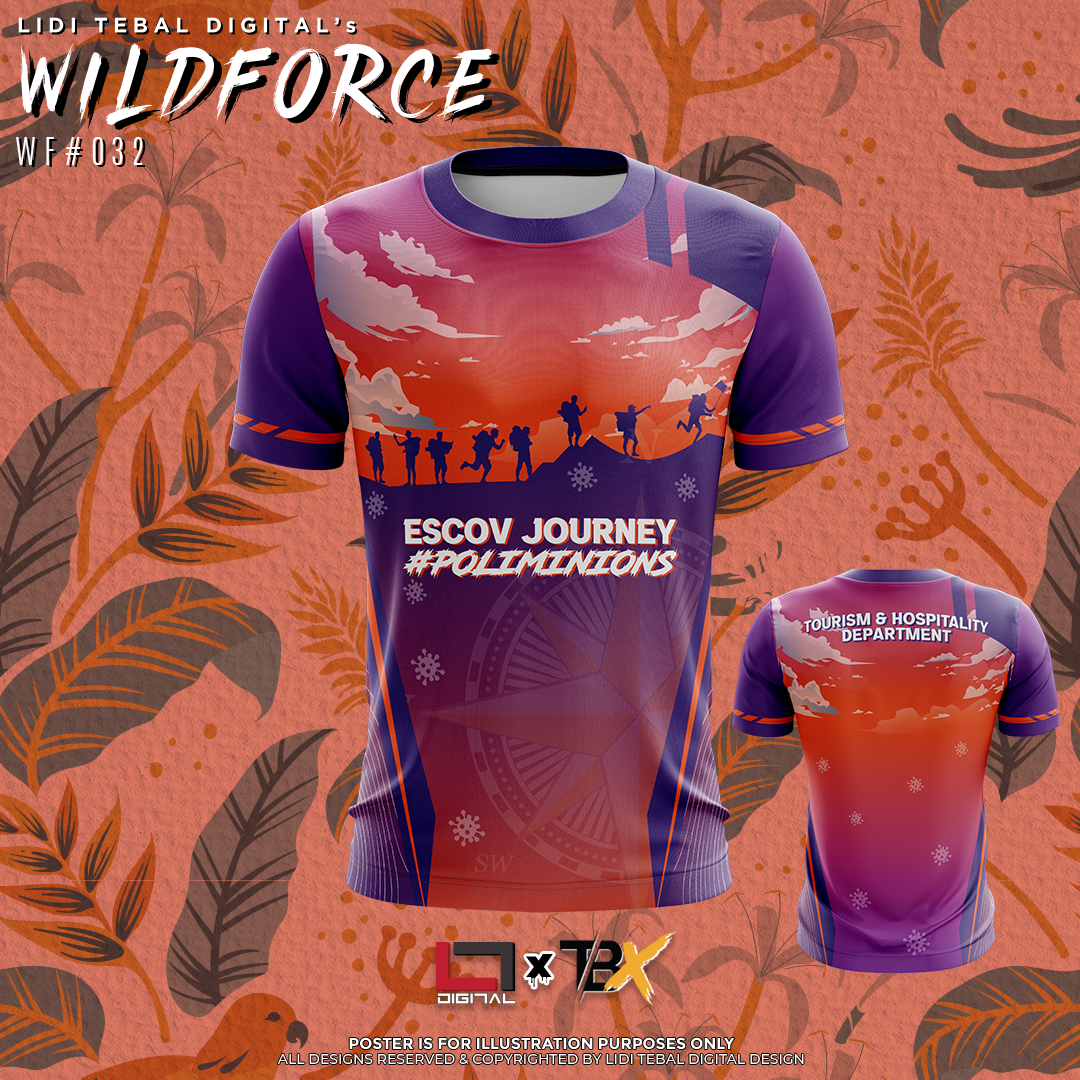 LIDI TEBAL DIGITAL's
WILDFORCE
WF#032
ESCOV JOURNEY
#POLIMINIONS
SW
TOURISM & HOSPITALITY
DEPARTMENT
DIGITAL
X
TBX
POSTER IS FOR ILLUSTRATION PURPOSES ONLY
ALL DESIGNS RESERVED & COPYRIGHTED BY LIDI TEBAL DIGITAL DESIGN